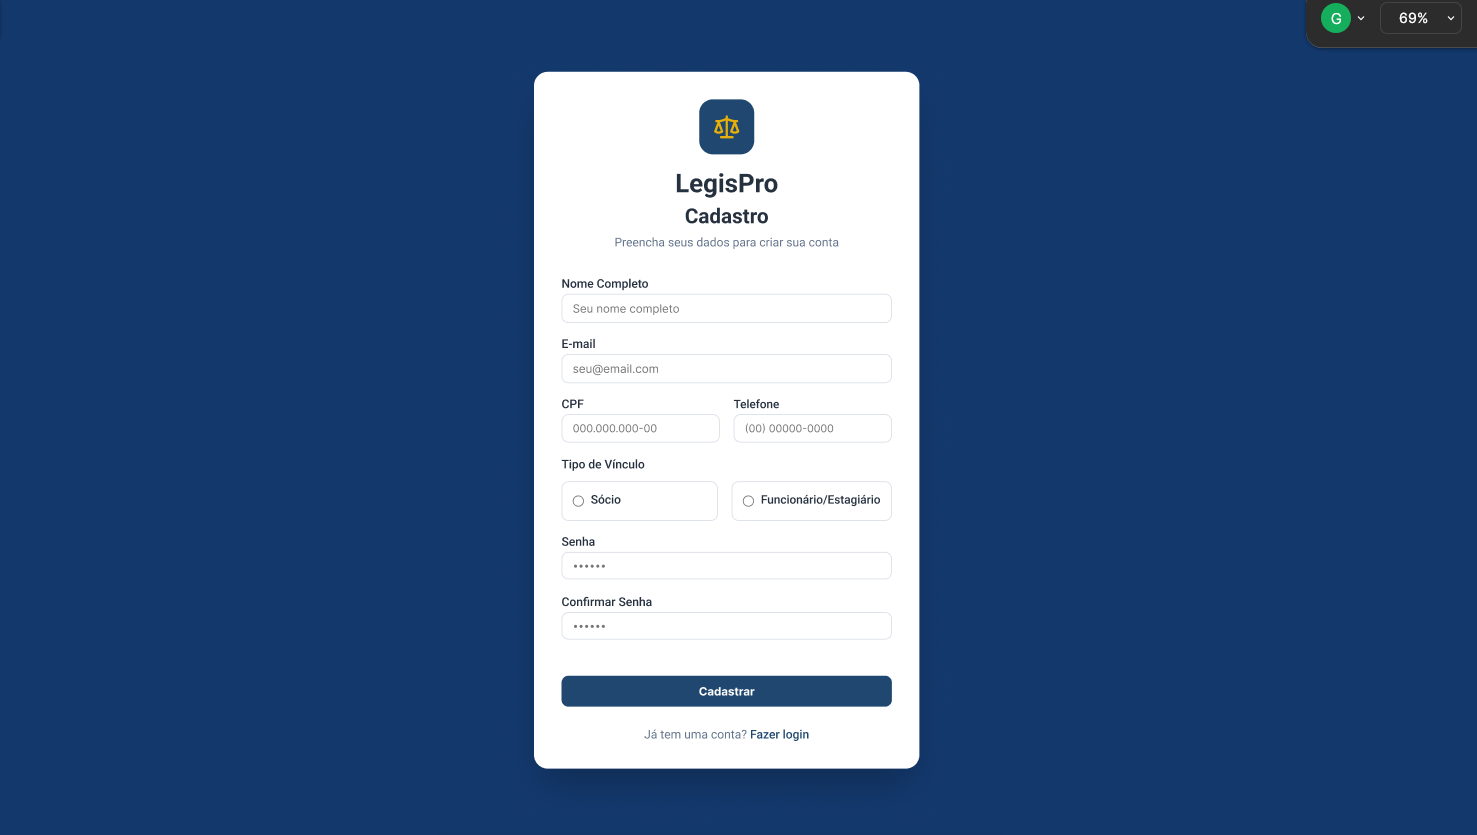 G
69%
LegisPro
Cadastro
Preencha seus dados para criar sua conta
Nome Completo
Seu nome completo
E-mail
seu@email.com
CPF
Telefone
000.000.000-00
(00) 00000-0000
Tipo de Vínculo
Sócio
Funcionário/Estagiário
Senha
••••••
Confirmar Senha
••••••
Cadastrar
Já tem uma conta? Fazer login